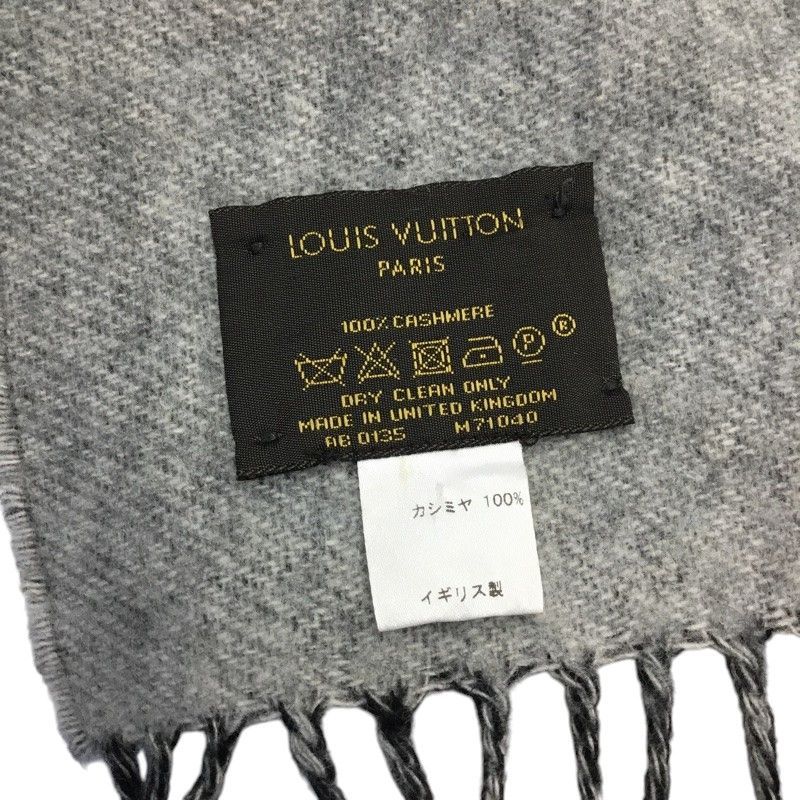 LOUIS VUITTON
PARIS
100% CASHMERE
P ®
DRY CLEAN ONLY
MADE IN UNITED KINGDOM
AB 0135 M71040
カシミヤ 100%
イギリス製